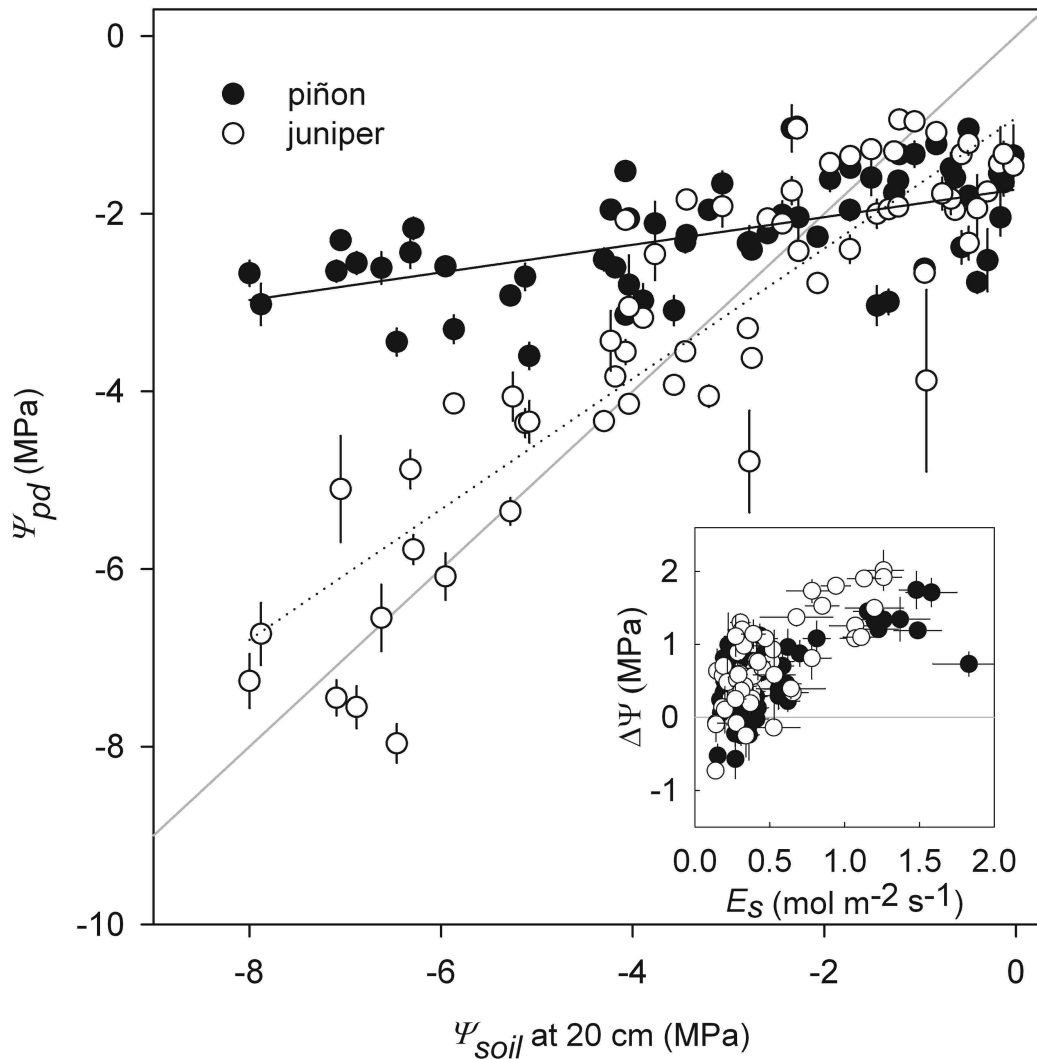 0
-2
-4
-6
-8
-10
Ψpd (MPa)
piñon
juniper
2
1
0
-1
ΔΨ (MPa)
0.0 0.5 1.0 1.5 2.0
ES (mol m-2 s-1)
-8 -6 -4 -2 0
Ψsoil at 20 cm (MPa)